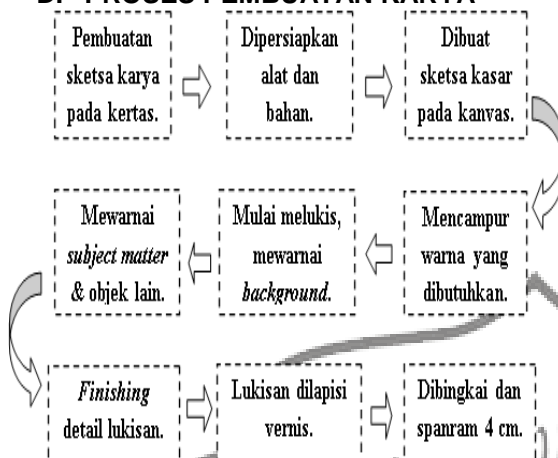 Pembuatan
sketsa karya
pada kertas.
Dipersiapkan
alat dan
bahan.
Dibuat
sketsa kasar
pada kanvas.
Mencampur
warna yang
dibutuhkan.
Mulai melukis,
mewarnai
background.
Mewarnai
subject matter
& objek lain.
Finishing
detail lukisan.
Lukisan dilapisi
vernis.
Dibingkai dan
spanram 4 cm.